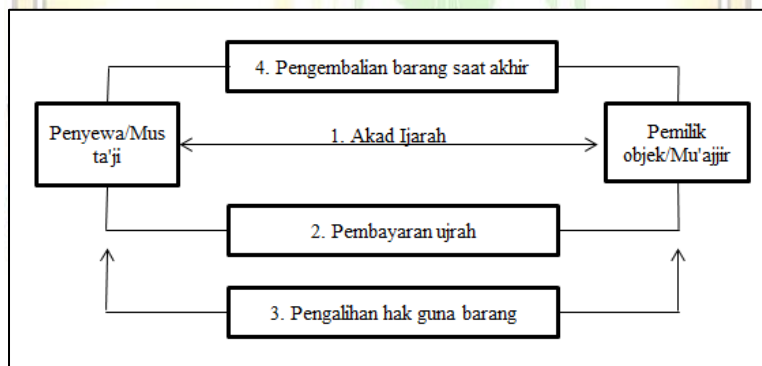 4. Pengembalian barang saat akhir
Penyewa/Mus
ta'ji
1. Akad Ijarah
Pemilik
objek/Mu'ajjir
2. Pembayaran ujrah
3. Pengalihan hak guna barang